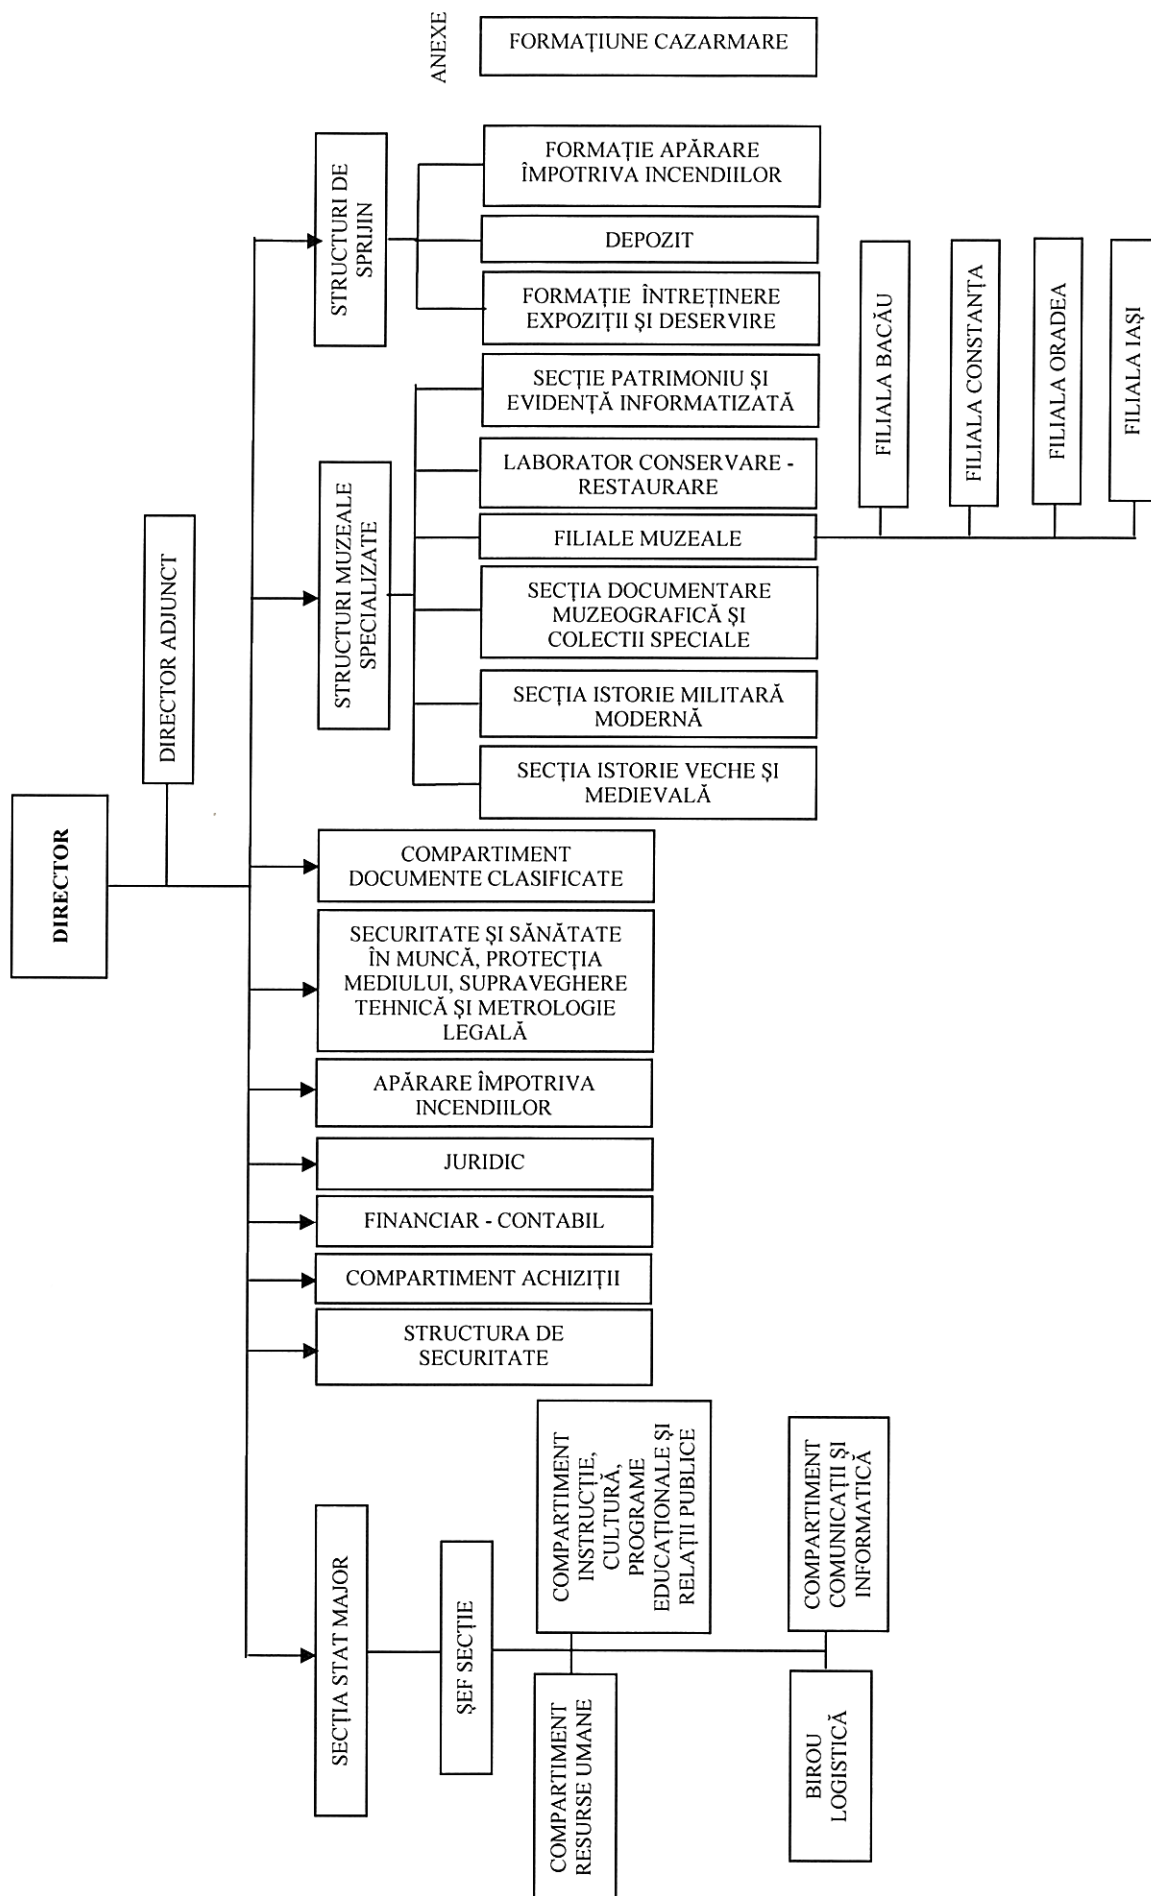 DIRECTOR
DIRECTOR ADJUNCT
SECȚIA STAT MAJOR
ȘEF SECȚIE
COMPARTIMENT
RESURSE UMANE
COMPARTIMENT
INSTRUCȚIE,
CULTURĂ,
PROGRAME
EDUCAȚIONALE ȘI
RELAȚII PUBLICE
BIROU
LOGISTICĂ
COMPARTIMENT
COMUNICAȚII ȘI
INFORMATICĂ
STRUCTURA DE
SECURITATE
COMPARTIMENT ACHIZIȚII
FINANCIAR - CONTABIL
JURIDIC
APĂRARE ÎMPOTRIVA
INCENDIILOR
SECURITATE ȘI SĂNĂTATE
ÎN MUNCĂ, PROTECȚIA
MEDIULUI, SUPRAVEGHERE
TEHNICĂ ȘI METROLOGIE
LEGALĂ
COMPARTIMENT
DOCUMENTE CLASIFICATE
STRUCTURI MUZEALE
SPECIALIZATE
SECȚIA ISTORIE VECHE ȘI
MEDIEVALĂ
SECȚIA ISTORIE MILITARĂ
MODERNĂ
SECȚIA DOCUMENTARE
MUZEOGRAFICĂ ȘI
COLECTII SPECIALE
FILIALE MUZEALE
FILIALA BACĂU
FILIALA CONSTANȚA
FILIALA ORADEA
FILIALA IAȘI
LABORATOR CONSERVARE -
RESTAURARE
SECȚIE PATRIMONIU ȘI
EVIDENȚĂ INFORMATIZATĂ
STRUCTURI DE
SPRIJIN
FORMAȚIE ÎNTREȚINERE
EXPOZIȚII ȘI DESERVIRE
DEPOZIT
FORMAȚIE APĂRARE
ÎMPOTRIVA INCENDIILOR
ANEXE
FORMAȚIUNE CAZARMARE